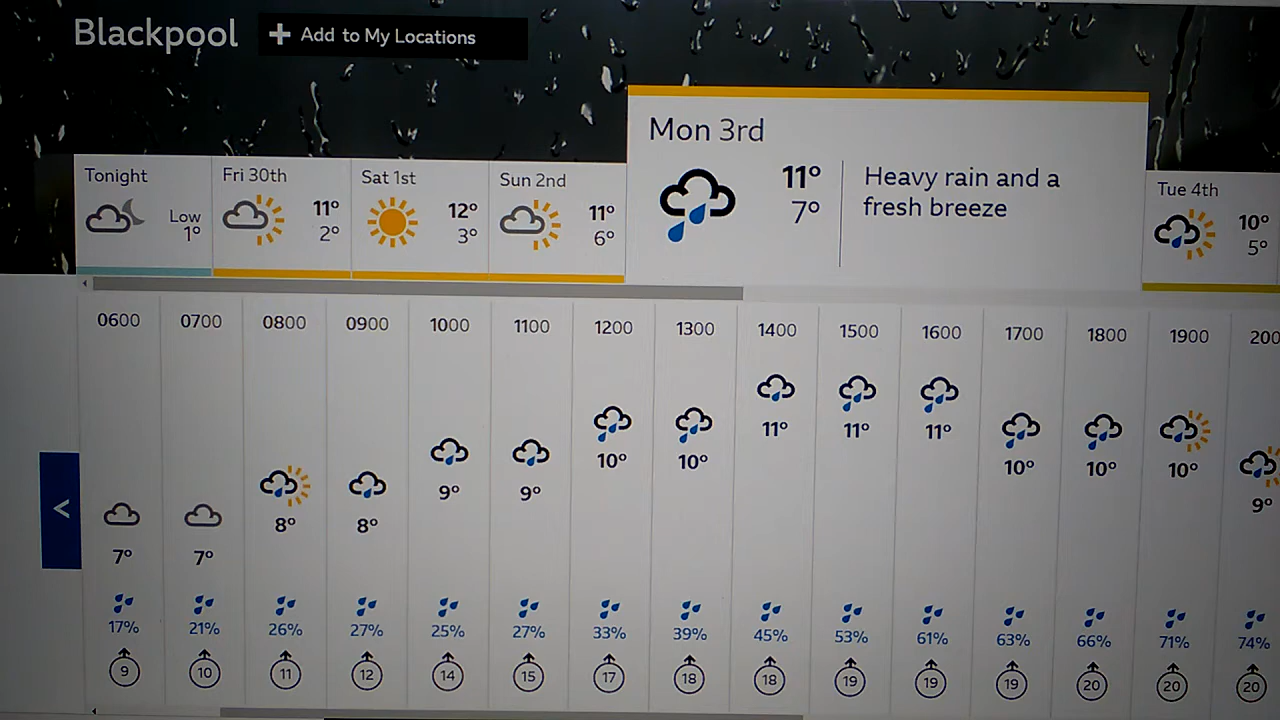 Blackpool
+ Add to My Locations
Tonight
Low
1°
Fri 30th
11°
2°
Sat 1st
12°
3°
Sun 2nd
11°
6°
Mon 3rd
11°
7°
Heavy rain and a
fresh breeze
Tue 4th
10°
5°
0600 0700 0800 0900 1000 1100 1200 1300 1400 1500 1600 1700 1800 1900 200
7° 7° 8° 8° 9° 9° 10° 10° 11° 11° 11° 10° 10° 10° 9°
17% 21% 26% 27% 25% 27% 33% 39% 45% 53% 61% 63% 66% 71% 74%
9 10 11 12 14 15 17 18 18 19 19 19 20 20 20